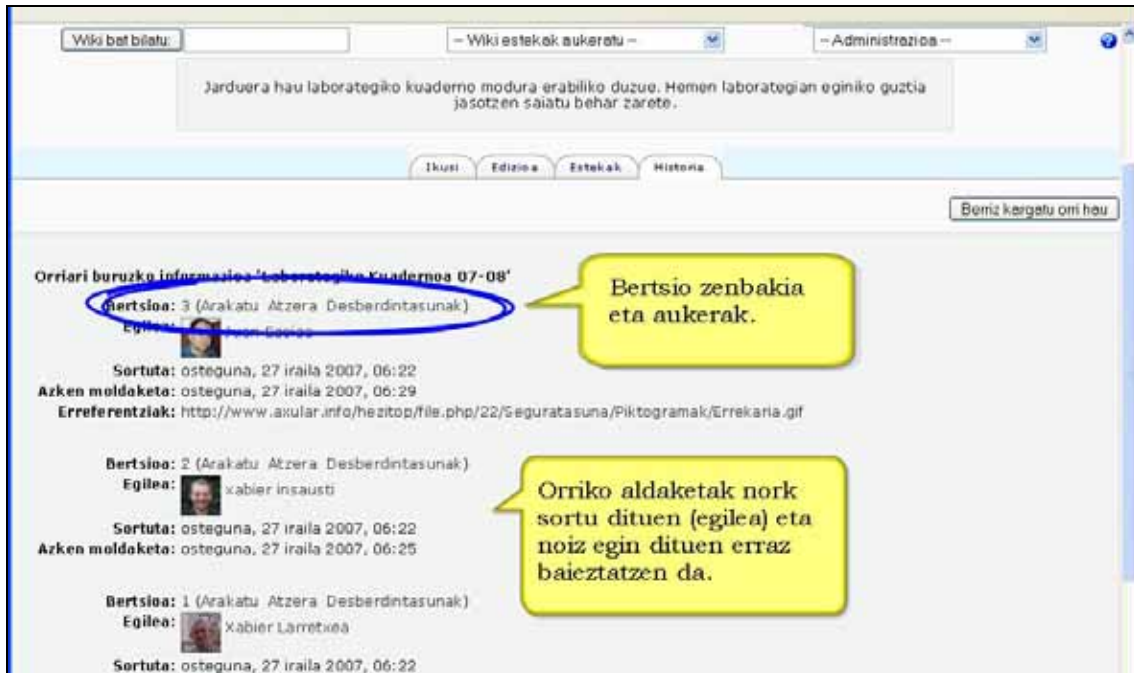 Wiki bat bilatu:
-- Wiki estekak aukeratu --
-- Administrazioa --
Jarduera hau laborategiko kuaderno modura erabiliko duzue. Hemen laborategian eginiko guztia
jasotzen saiatu behar zarete.
Ikusi
Edizioa
Estekak
Historia
Berriz kargatu orri hau
Orriari buruzko informazioa 'Laborategiko Kuadernoa 07-08'
Bertsioa: 3 (Arakatu Atzera Desberdintasunak)
Egilea:
Bertsio zenbakia
eta aukerak.
Sortuta: osteguna, 27 iraila 2007, 06:22
Azken moldaketa: osteguna, 27 iraila 2007, 06:29
Erreferentziak: http://www.axular.info/hezitop/file.php/22/Seguratasuna/Piktogramak/Errekaria.gif
Bertsioa: 2 (Arakatu Atzera Desberdintasunak)
Egilea: xabier insausti
Sortuta: osteguna, 27 iraila 2007, 06:22
Azken moldaketa: osteguna, 27 iraila 2007, 06:25
Orriko aldaketak nork
sortu dituen (egilea) eta
noiz egin dituen erraz
baieztatzen da.
Bertsioa: 1 (Arakatu Atzera Desberdintasunak)
Egilea: Xabier Larretxea
Sortuta: osteguna, 27 iraila 2007, 06:22